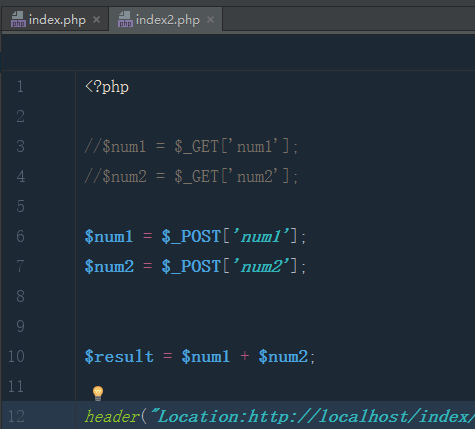 index.php × index2.php ×
1 <?php
2
3 //$num1 = $_GET['num1'];
4 //$num2 = $_GET['num2'];
5
6 $num1 = $_POST['num1'];
7 $num2 = $_POST['num2'];
8
9
10 $result = $num1 + $num2;
11
12 header("Location:http://localhost/index/